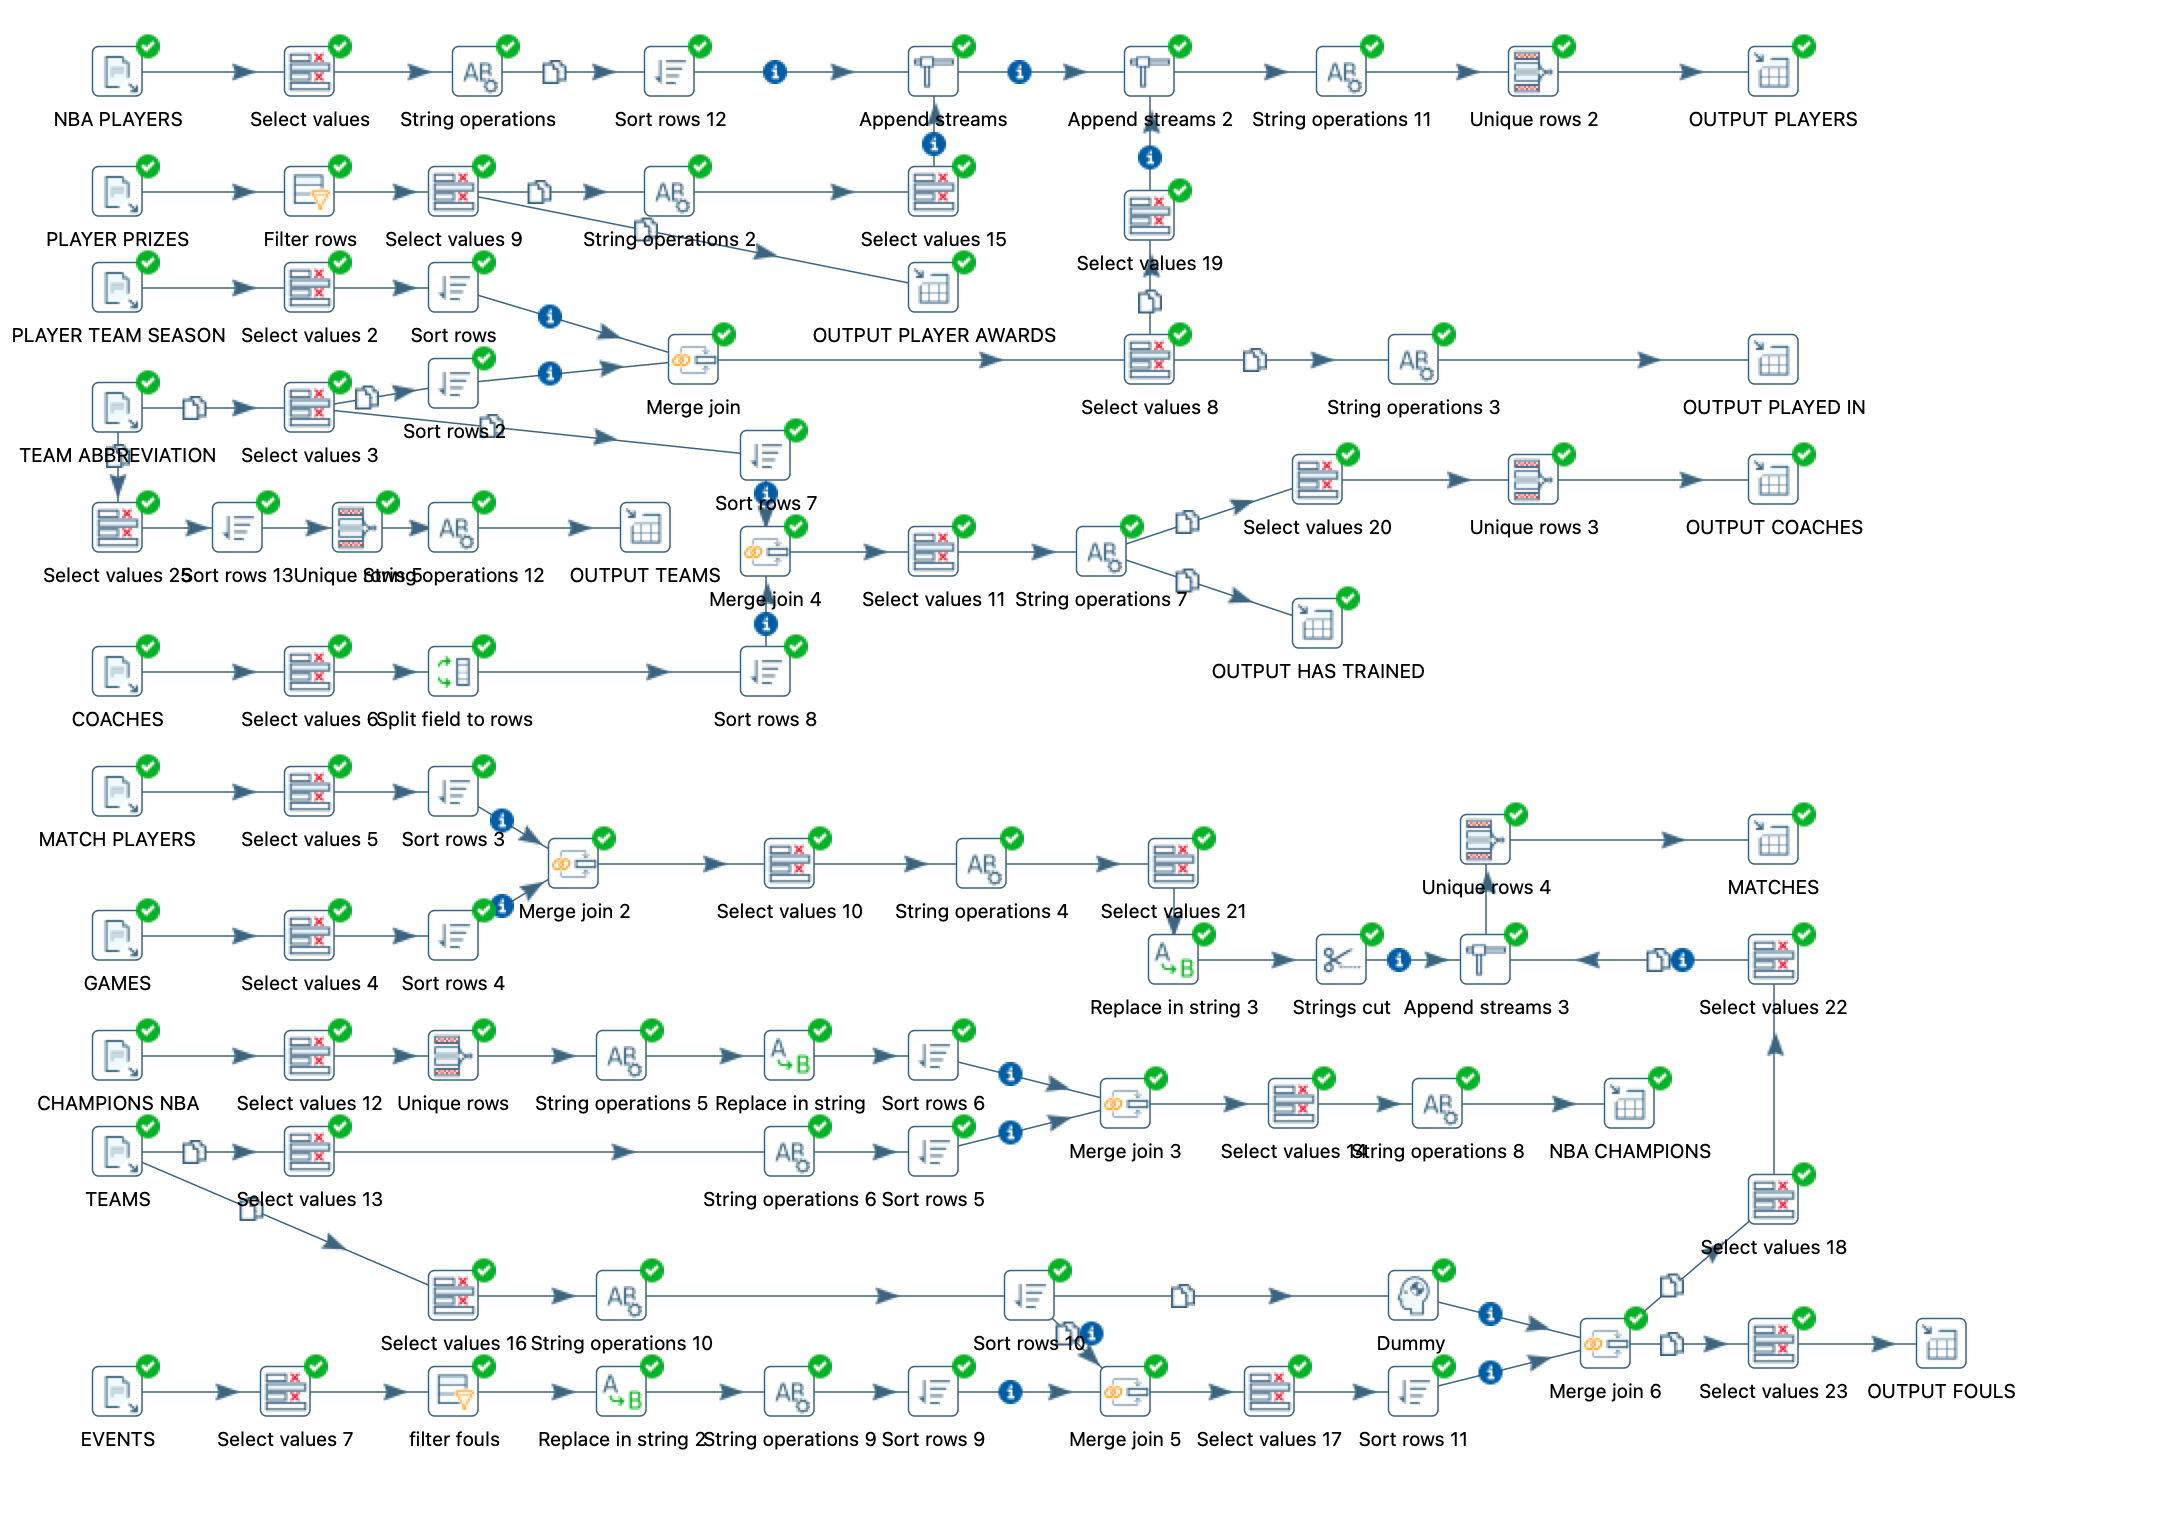 NBA PLAYERS
Select values
String operations
Sort rows 12
Append streams
Append streams 2
String operations 11
Unique rows 2
OUTPUT PLAYERS
PLAYER PRIZES
Filter rows
Select values 9
String operations 2
Select values 15
Select values 19
PLAYER TEAM SEASON
Select values 2
Sort rows
OUTPUT PLAYER AWARDS
Merge join
Select values 8
String operations 3
OUTPUT PLAYED IN
TEAM ABBREVIATION
Select values 3
Sort rows 2
Sort rows 7
Select values 20
Unique rows 3
OUTPUT COACHES
Select values 25
Sort rows 13
Unique rows 5
String operations 12
OUTPUT TEAMS
Merge join 4
Select values 11
String operations 7
OUTPUT HAS TRAINED
COACHES
Select values 6
Split field to rows
Sort rows 8
MATCH PLAYERS
Select values 5
Sort rows 3
Merge join 2
Select values 10
String operations 4
Select values 21
Unique rows 4
MATCHES
GAMES
Select values 4
Sort rows 4
Replace in string 3
Strings cut
Append streams 3
Select values 22
CHAMPIONS NBA
Select values 12
Unique rows
String operations 5
Replace in string
Sort rows 6
Merge join 3
Select values 14
String operations 8
NBA CHAMPIONS
TEAMS
Select values 13
String operations 6
Sort rows 5
Select values 18
Select values 16
String operations 10
Sort rows 10
Dummy
Merge join 6
Select values 23
OUTPUT FOULS
EVENTS
Select values 7
filter fouls
Replace in string 2
String operations 9
Sort rows 9
Merge join 5
Select values 17
Sort rows 11